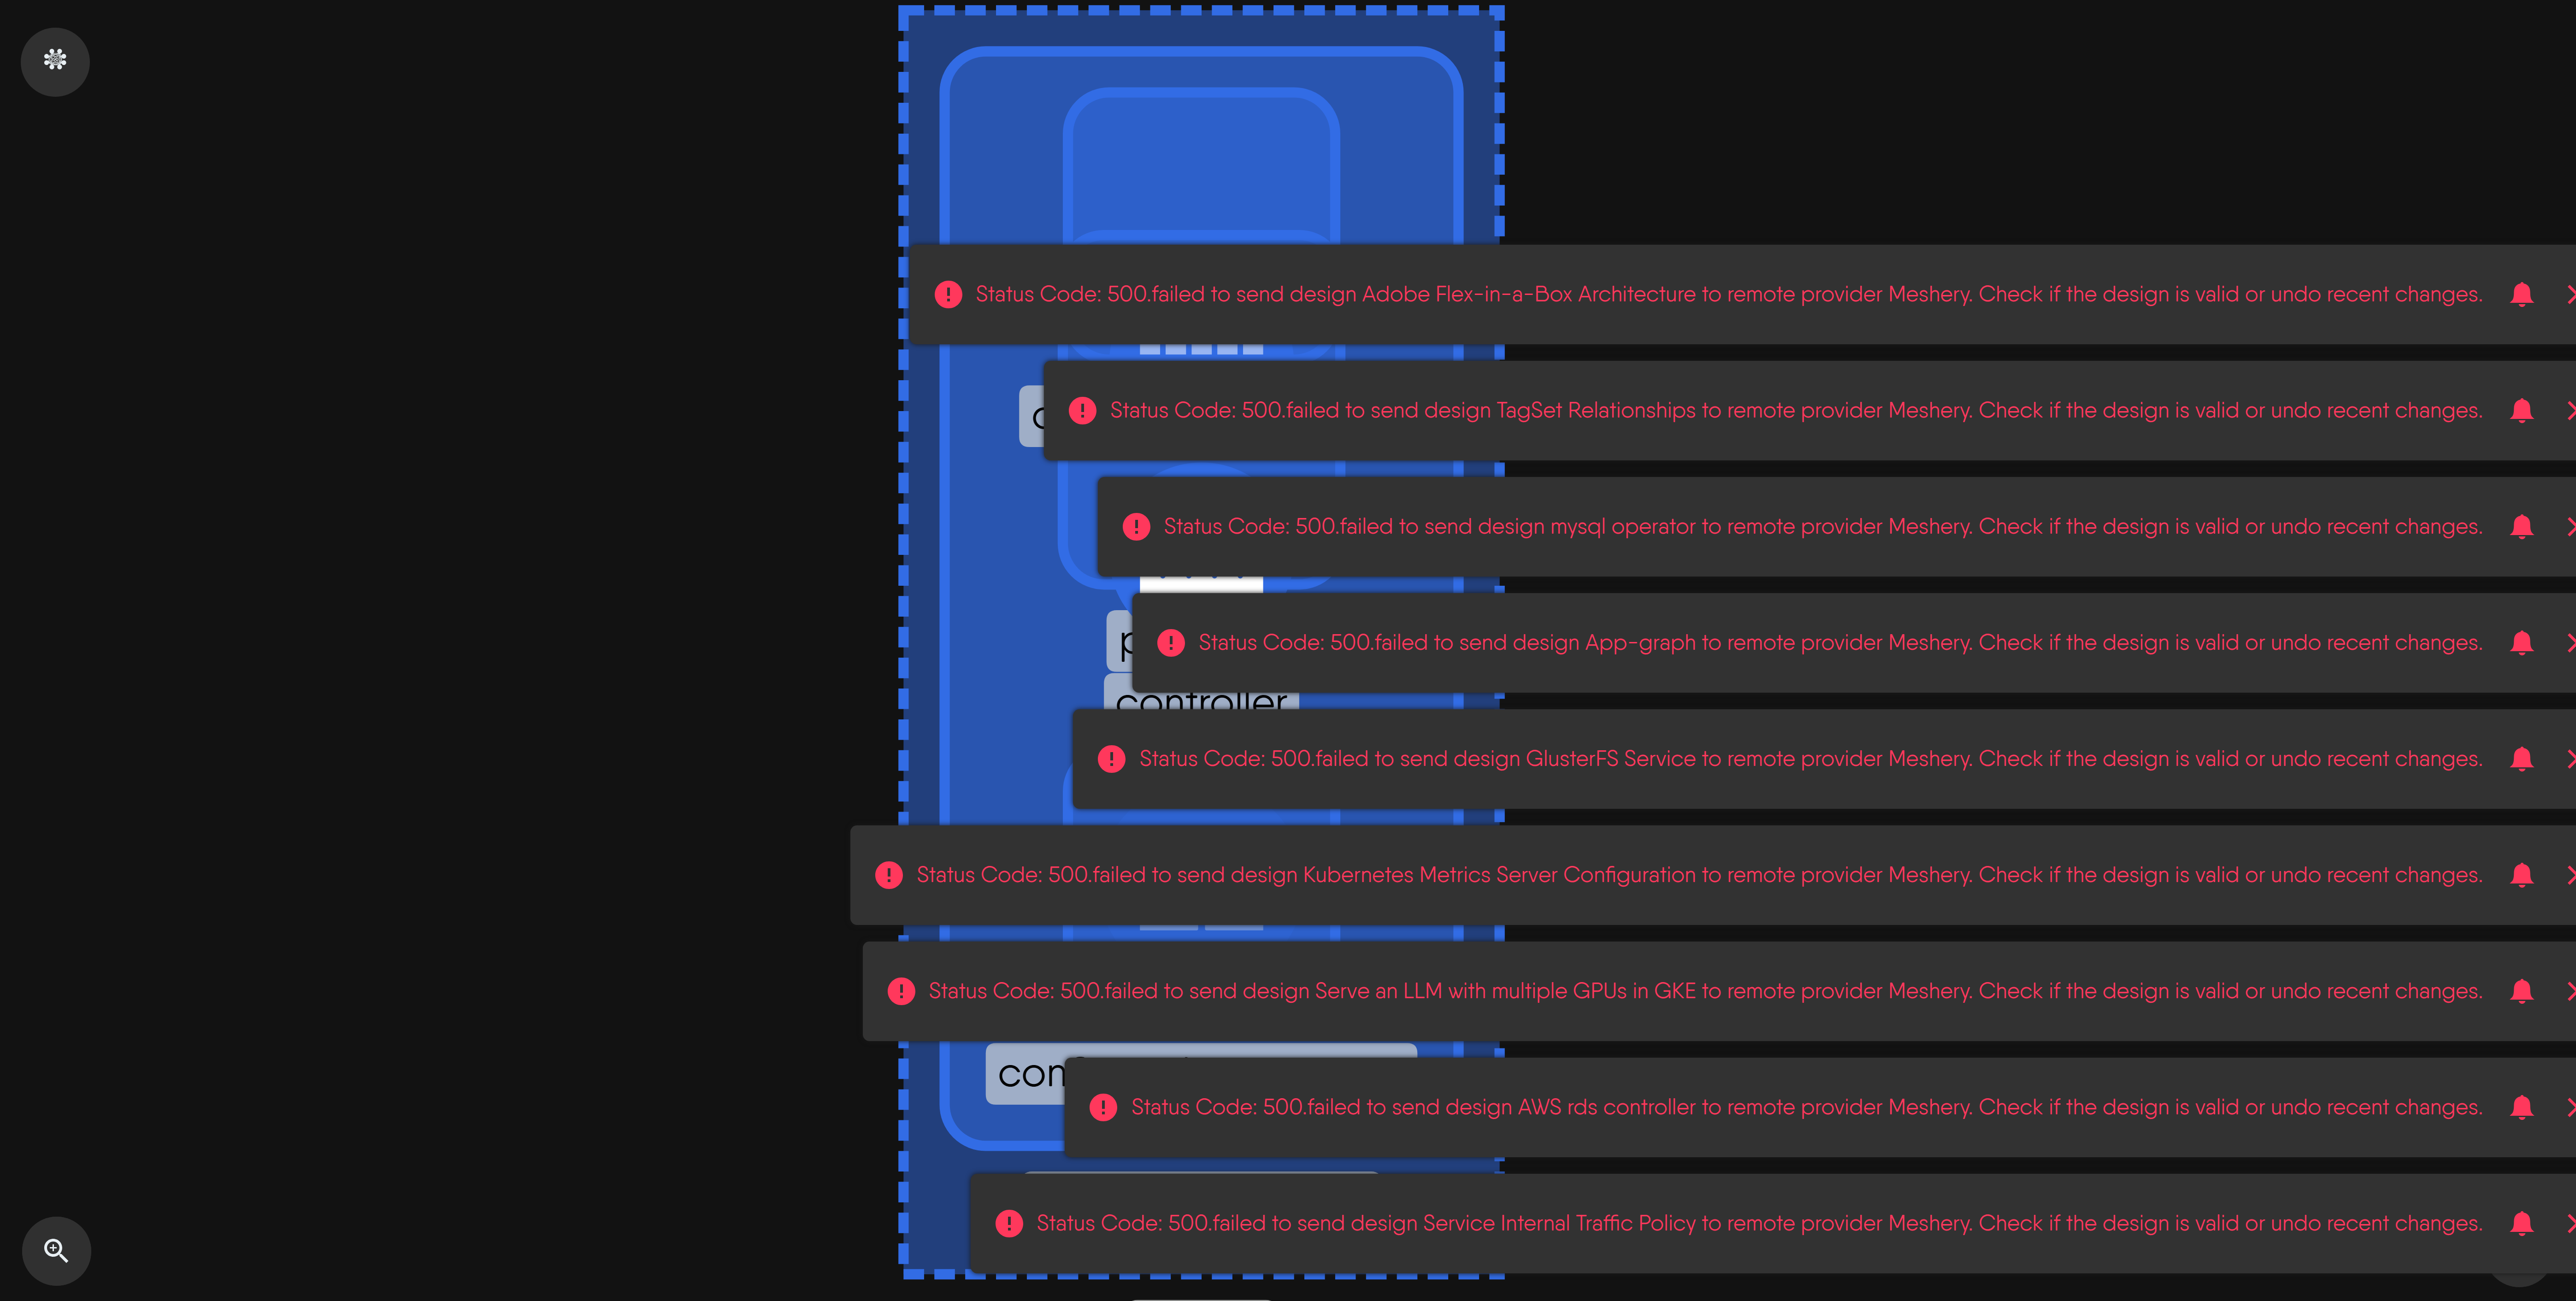 Status Code: 500.failed to send design Adobe Flex-in-a-Box Architecture to remote provider Meshery. Check if the design is valid or undo recent changes.
Status Code: 500.failed to send design TagSet Relationships to remote provider Meshery. Check if the design is valid or undo recent changes.
Status Code: 500.failed to send design mysql operator to remote provider Meshery. Check if the design is valid or undo recent changes.
Status Code: 500.failed to send design App-graph to remote provider Meshery. Check if the design is valid or undo recent changes.
controller
Status Code: 500.failed to send design GlusterFS Service to remote provider Meshery. Check if the design is valid or undo recent changes.
Status Code: 500.failed to send design Kubernetes Metrics Server Configuration to remote provider Meshery. Check if the design is valid or undo recent changes.
Status Code: 500.failed to send design Serve an LLM with multiple GPUs in GKE to remote provider Meshery. Check if the design is valid or undo recent changes.
Status Code: 500.failed to send design AWS rds controller to remote provider Meshery. Check if the design is valid or undo recent changes.
Status Code: 500.failed to send design Service Internal Traffic Policy to remote provider Meshery. Check if the design is valid or undo recent changes.